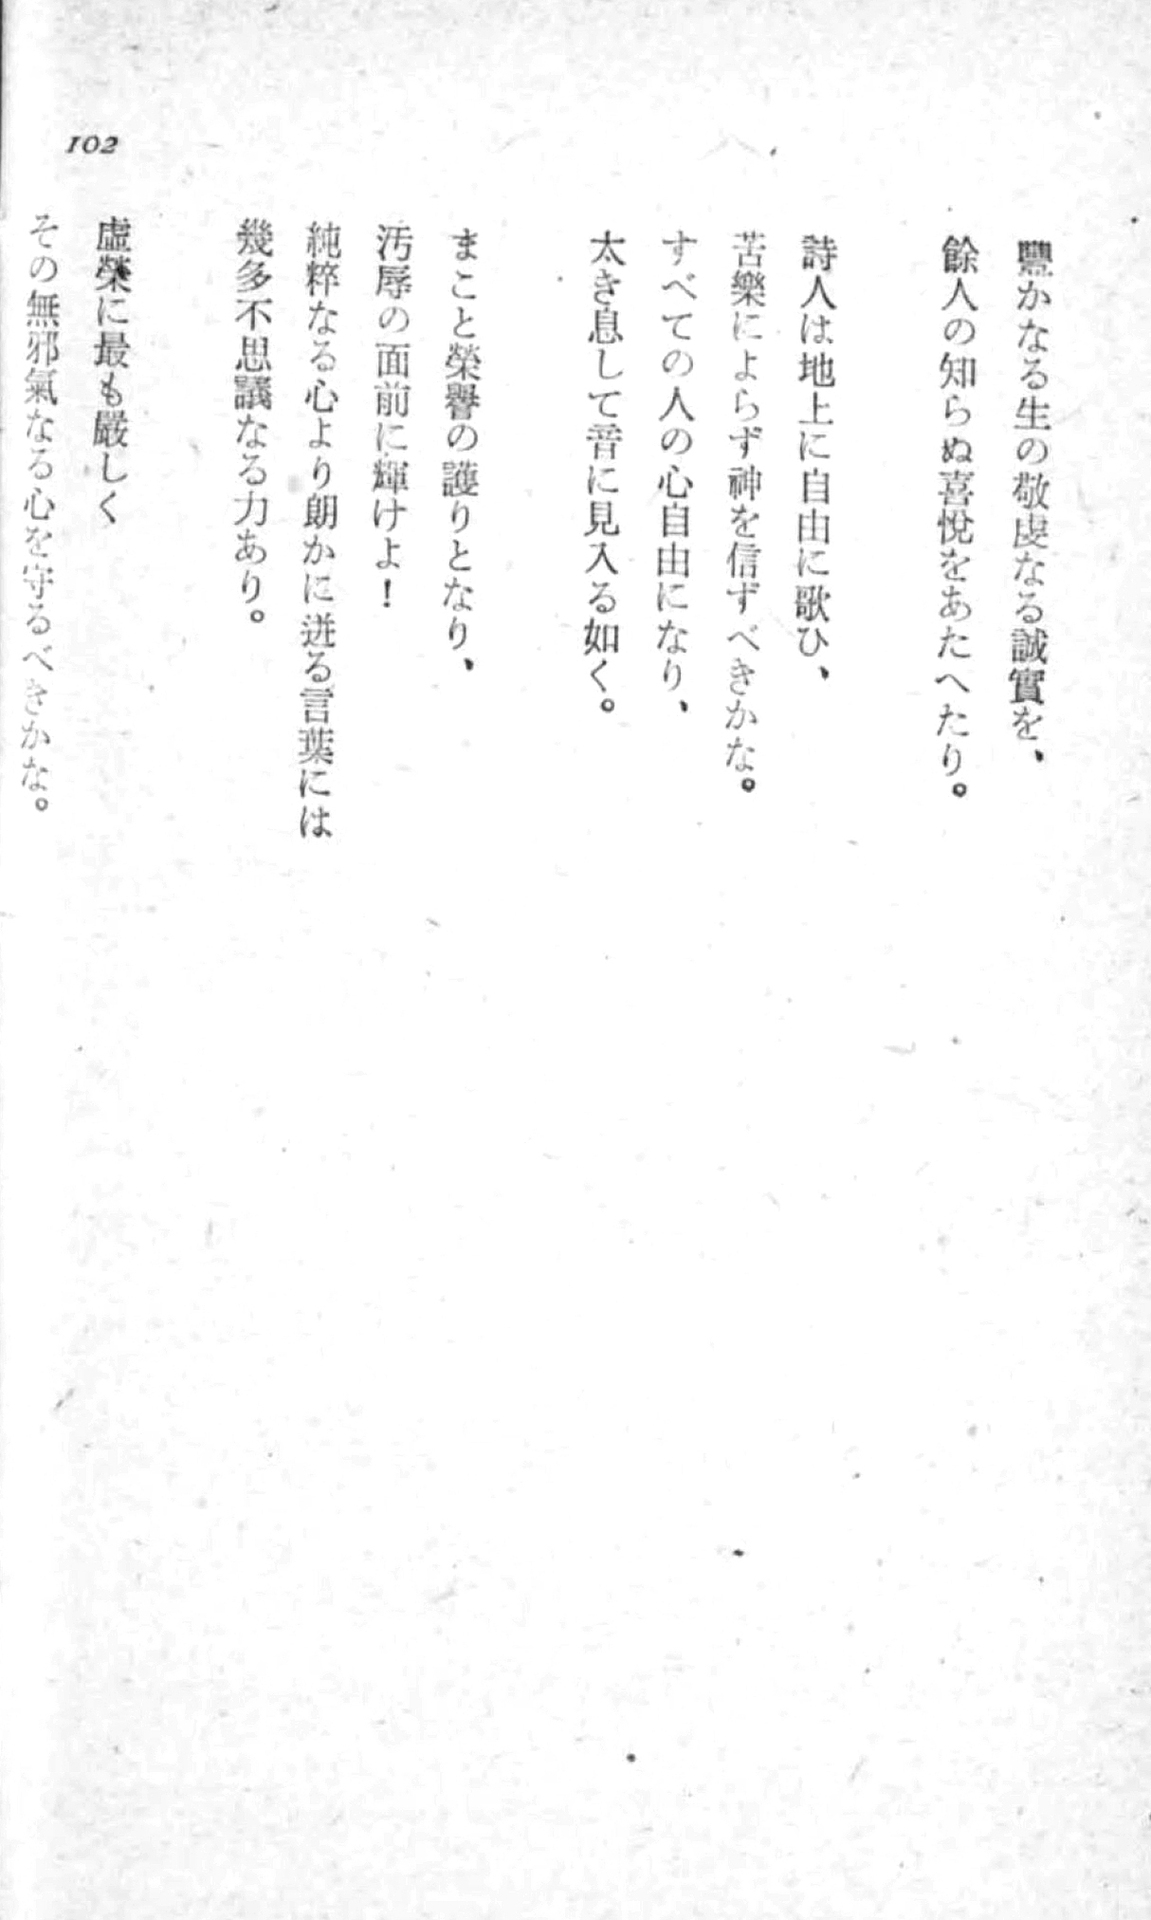 豐かなる生の敬虔なる誠實を、
餘人の知らぬ喜悅をあたへたり。
詩人は地上に自由に歌ひ、
苦樂によらず神を信ずべきかな。
すべての人の心自由になり、
太き息して音に見入る如く。
まこと榮譽の護りとなり、
汚辱の面前に輝けよ！
純粹なる心より朗かに迸る言葉には
幾多不思議なる力あり。
虛榮に最も嚴しく
その無邪氣なる心を守るべきかな。
102